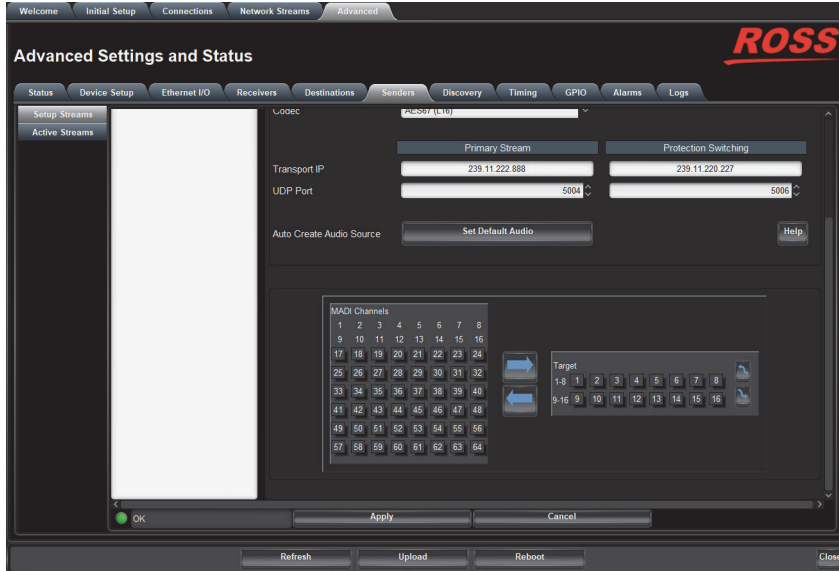 Welcome Initial Setup Connections Network Streams Advanced
ROSS
Advanced Settings and Status
Status Device Setup Ethernet I/O Receivers Destinations Senders Discovery Timing GPIO Alarms Logs
Setup Streams
Active Streams
Codec AES67 (L16)
Primary Stream Protection Switching
Transport IP 239.11.222.888 239.11.220.227
UDP Port 5004 5006
Auto Create Audio Source Set Default Audio Help
MADI Channels
1 2 3 4 5 6 7 8
9 10 11 12 13 14 15 16
17 18 19 20 21 22 23 24
25 26 27 28 29 30 31 32
33 34 35 36 37 38 39 40
41 42 43 44 45 46 47 48
49 50 51 52 53 54 55 56
57 58 59 60 61 62 63 64
Target
1-8 1 2 3 4 5 6 7 8
9-16 9 10 11 12 13 14 15 16
OK Apply Cancel
Refresh Upload Reboot Close